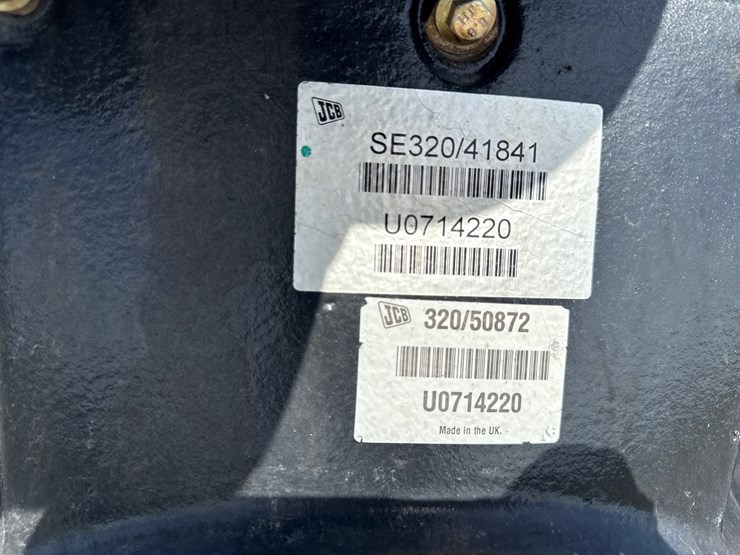 JCB
SE320/41841
U0714220
JCB
320/50872
U0714220
Made in the UK.